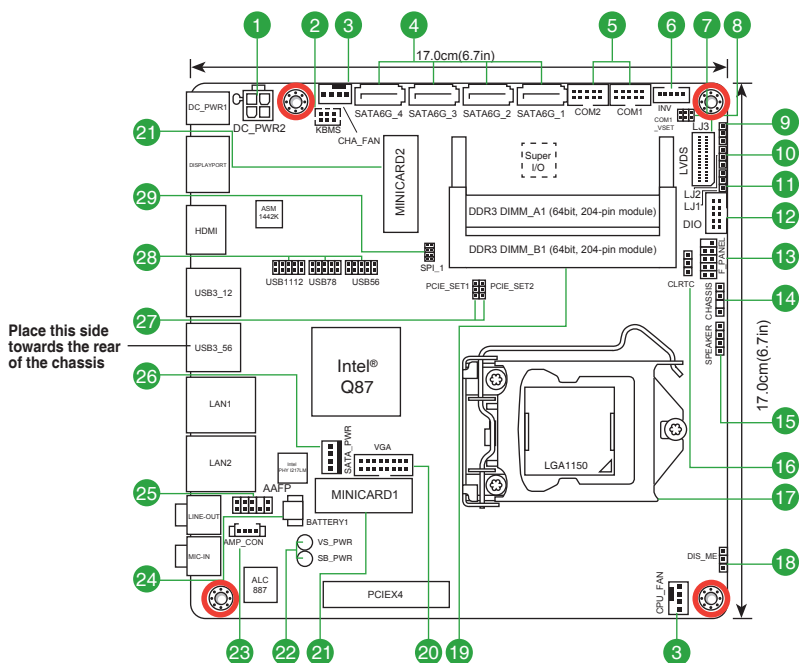 1
2
3
4
5
6
7
8
17.0cm(6.7in)
DC_PWR1
DC_PWR2
KBMS
CHA_FAN
SATA6G_4
SATA6G_3
SATA6G_2
SATA6G_1
COM2
COM1
INV
COM1
_VSET
LJ3
LVDS
LJ2
LJ1
9
10
11
12
21
DISPLAYPORT
MINICARD2
Super
I/O
DIO
29
ASM
1442K
HDMI
DDR3 DIMM_A1 (64bit, 204-pin module)
DDR3 DIMM_B1 (64bit, 204-pin module)
F_PANEL
13
28
USB1112
USB78
USB56
SPI_1
CLRTC
USB3_12
PCIE_SET1
PCIE_SET2
CHASSIS
14
27
Place this side
towards the rear
of the chassis
USB3_56
SPEAKER
Intel®
Q87
17.0cm(6.7in)
26
15
LAN1
LAN2
Intel
PHY I217LM
SATA_PWR
VGA
LGA1150
16
25
AAFP
MINICARD1
17
LINE-OUT
BATTERY1
AMP_CON
VS_PWR
SB_PWR
MIC-IN
DIS_ME
18
24
ALC
887
PCIEX4
CPU_FAN
23
22
21
20
19
3